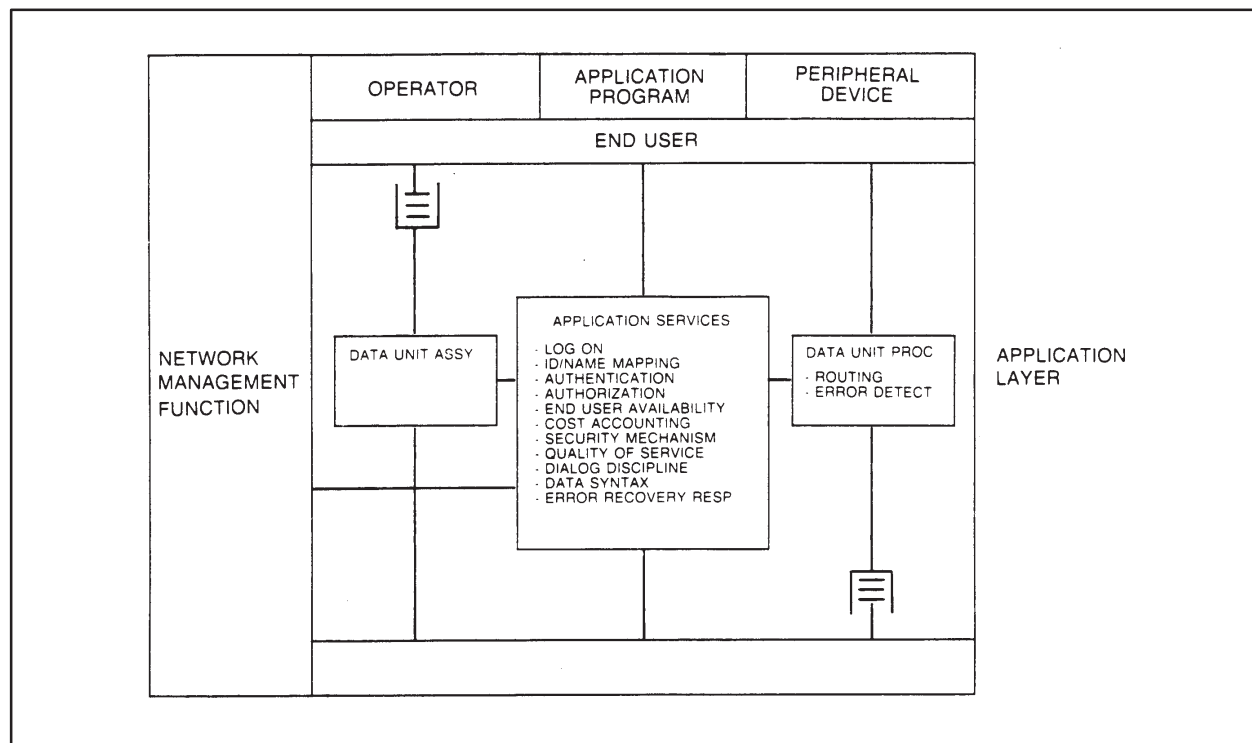 OPERATOR
APPLICATION
PROGRAM
PERIPHERAL
DEVICE
END USER
NETWORK
MANAGEMENT
FUNCTION
DATA UNIT ASSY
APPLICATION SERVICES
- LOG ON
- ID/NAME MAPPING
- AUTHENTICATION
- AUTHORIZATION
- END USER AVAILABILITY
- COST ACCOUNTING
- SECURITY MECHANISM
- QUALITY OF SERVICE
- DIALOG DISCIPLINE
- DATA SYNTAX
- ERROR RECOVERY RESP
DATA UNIT PROC
- ROUTING
- ERROR DETECT
APPLICATION
LAYER